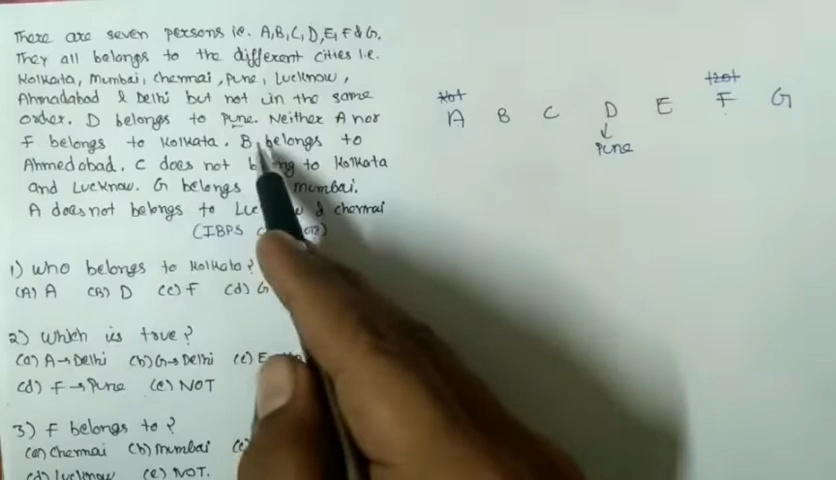 There are seven persons ie. A, B, C, D, E, F & G.
They all belongs to the different cities i.e.
Kolkata, Mumbai, chennai, Pune, Lucknow,
Ahmadabad & Delhi but not in the same
order. D belongs to Pune. Neither A nor
F belongs to Kolkata. B belongs to
Ahmedabad. C does not to Kolkata
and Lucknow. G belongs mumbai.
A does not belongs to & chennai
(IBPS
1) who belongs to Kolkata?
(A) A (B) D (c) F (d) G
2) which is true?
(a) A→Delhi (b) G→Delhi (c) E
(d) F→Pune (e) NOT
3) F belongs to?
(a) chennai (b) mumbai
(d) Lucknow (e) NOT.
A B C D E F G
Pune